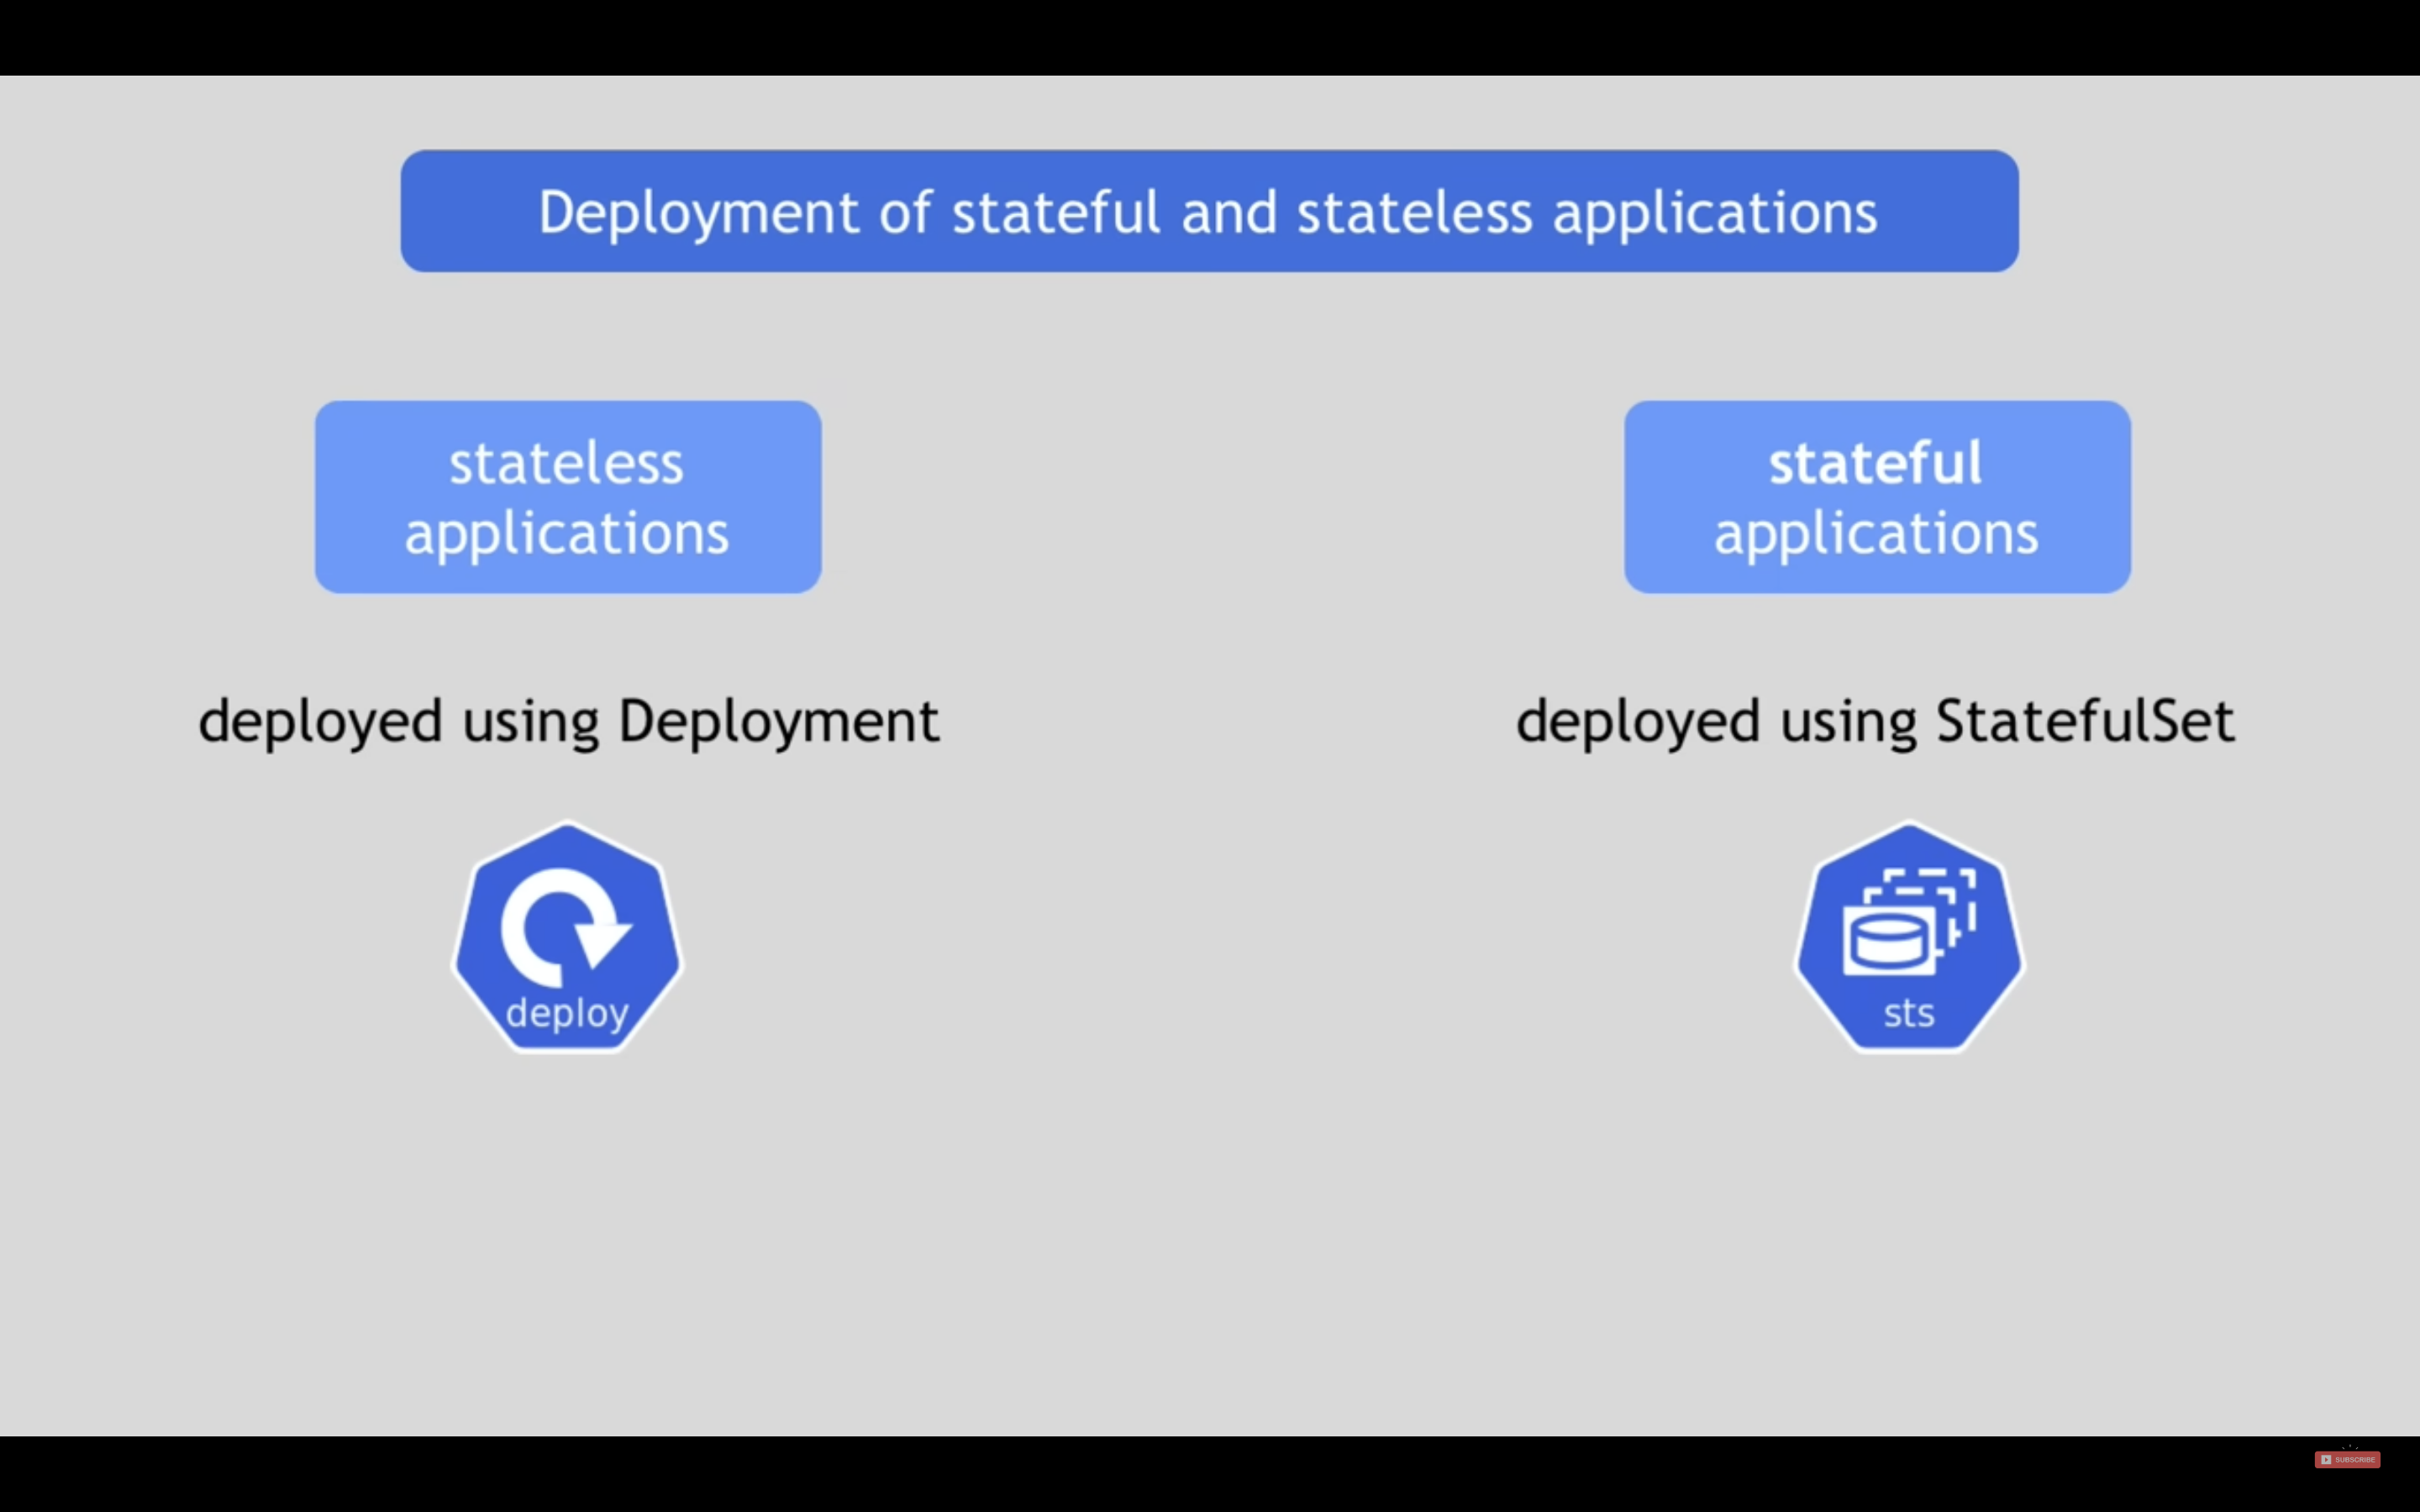 Deployment of stateful and stateless applications
stateless
applications
deployed using Deployment
deploy
stateful
applications
deployed using StatefulSet
sts
SUBSCRIBE